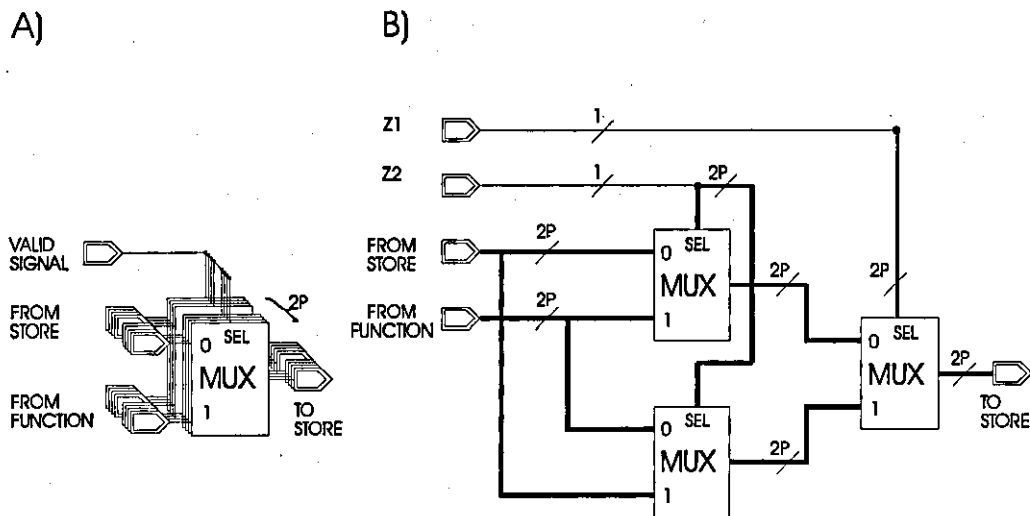 A)
VALID
SIGNAL
FROM
STORE
FROM
FUNCTION
0
SEL
MUX
1
2P
TO
STORE
B)
Z1
1
Z2
1
2P
FROM
STORE
2P
0
SEL
MUX
1
2P
FROM
FUNCTION
2P
0
SEL
MUX
1
2P
2P
0
SEL
MUX
1
2P
TO
STORE